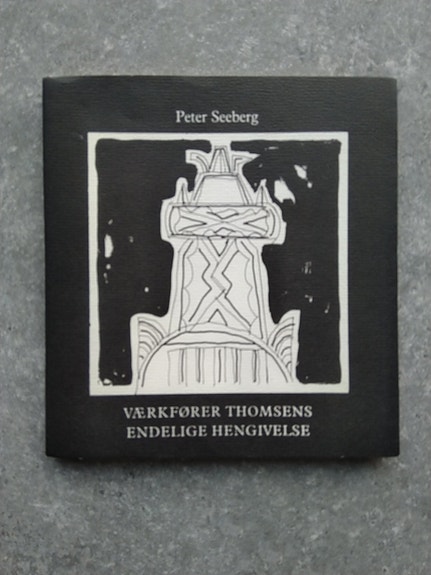 Peter Seeberg
VÆRKFØRER THOMSENS
ENDELIGE HENGIVELSE